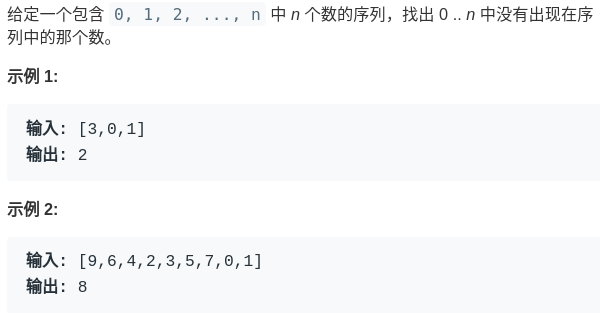 给定一个包含 0, 1, 2, ..., n 中 n 个数的序列，找出 0 .. n 中没有出现在序
列中的那个数。
示例 1:
输入: [3,0,1]
输出: 2
示例 2:
输入: [9,6,4,2,3,5,7,0,1]
输出: 8